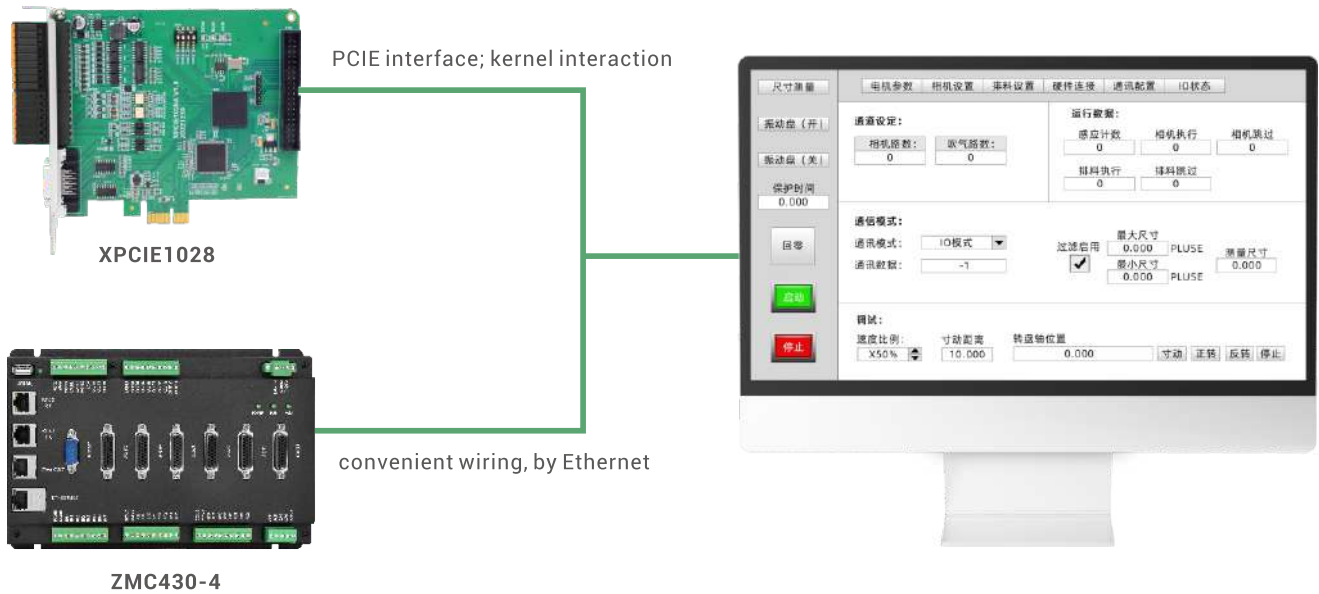 PCIE interface; kernel interaction
XPCIE1028
convenient wiring, by Ethernet
ZMC430-4
尺寸测量
振动盘（开）
振动盘（关）
保护时间
0.000
回零
启动
停止
电机参数 相机设置 来料设置 硬件连接 通讯配置 IO状态
通道设定：
相机路数： 吹气路数：
0 0
运行数据：
感应计数 相机执行 相机跳过
0 0 0
排料执行 排料跳过
0 0
通信模式：
通讯模式： IO模式
通讯数据： -1
过滤启用
最大尺寸
0.000 PLUSE
最小尺寸
0.000 PLUSE
测量尺寸
0.000
调试：
速度比例： 寸动距离 转盘轴位置
X50% 10.000 0.000 寸动 正转 反转 停止